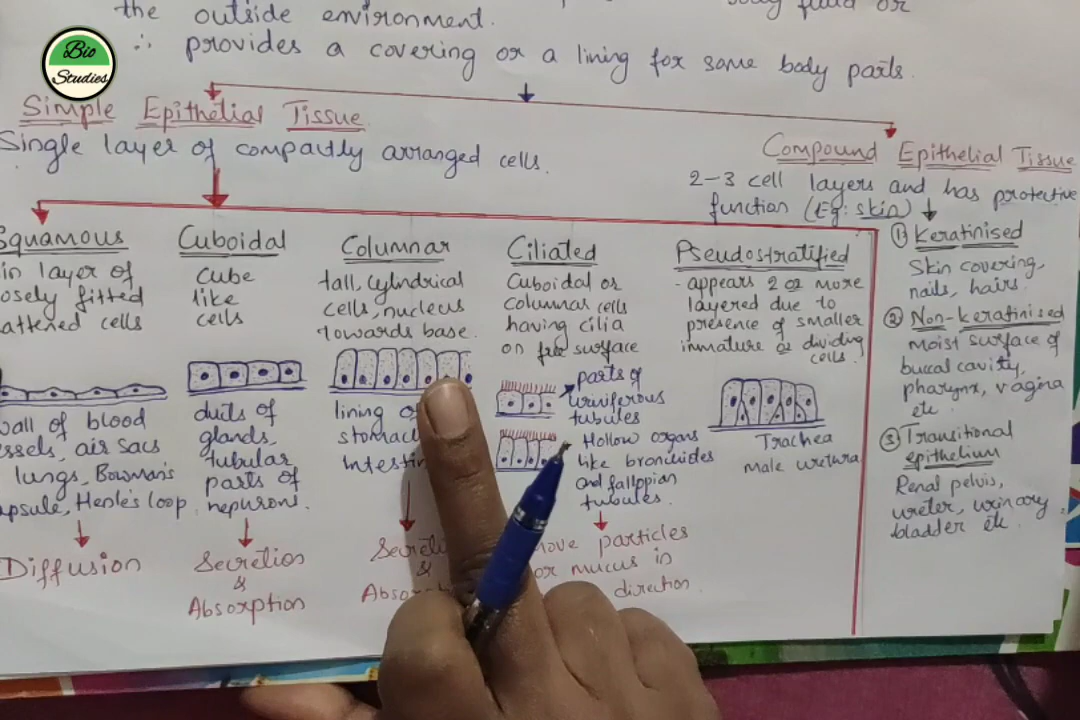 the outside environment.
body fluid or
∴ provides a covering or a lining for some body parts.
Bio
Studies
Simple Epithelial Tissue
Single layer of compactly arranged cells.
Compound Epithelial Tissue
2-3 cell layers and has protective
function (Eg: skin)
Squamous
layer of
fitted
cells
wall of blood
air sacs
lungs, Bowman's
Henle's loop
Diffusion
Cuboidal
Cube
like
cells
ducts of
glands,
tubular
parts of
nepurons.
Secretion
&
Absorption
Columnar
tall, cylindrical
cells, nucleus
towards base.
lining of
Secretio
&
Ciliated
Cuboidal or
columnar cells
having cilia
on free surface
parts of
uriniferous
tubules
Hollow organs
like bronchides
and falloppian
tubules.
particles
or mucus in
direction.
Pseudostratified
- appears 2 or more
layered due to
presence of smaller
immature or dividing
cells.
Trachea
male urethra
① Keratinised
Skin covering,
nails, hairs.
② Non-keratinised
moist surface of
buccal cavity,
pharynx, vagina
etc.
③ Transitional
epithelium
Renal pelvis,
ureter, urinary
bladder etc.